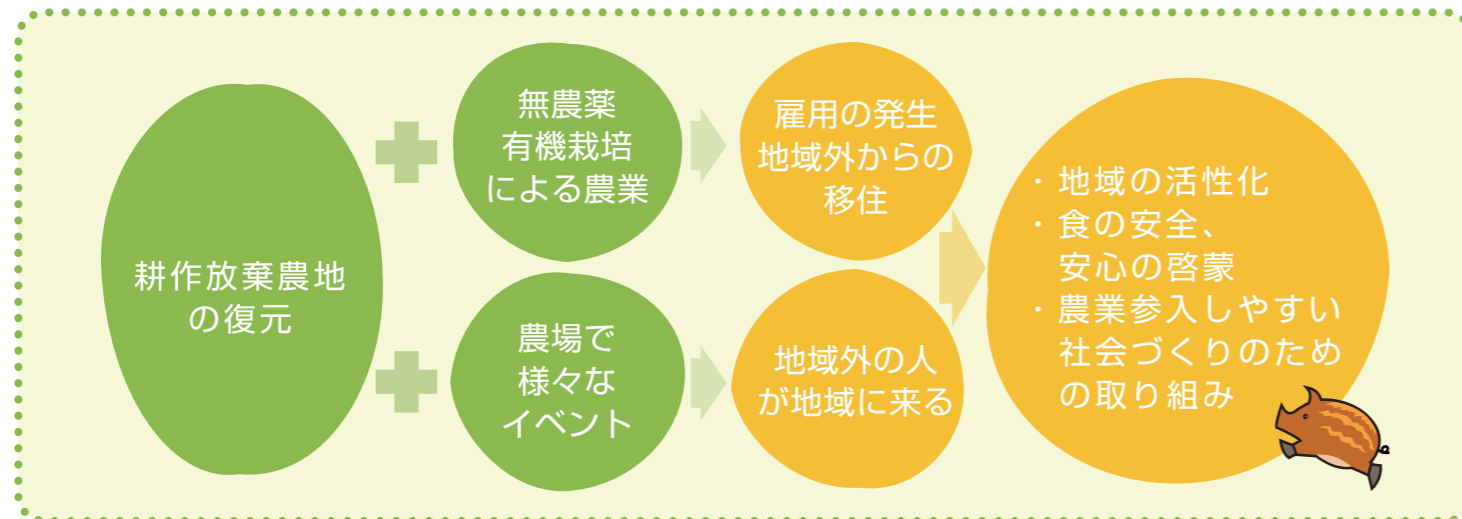 耕作放棄農地
の復元
無農薬
有機栽培
による農業
農場で
様々な
イベント
雇用の発生
地域外からの
移住
地域外の人
が地域に来る
・地域の活性化
・食の安全、
安心の啓蒙
・農業参入しやすい
社会づくりのため
の取り組み